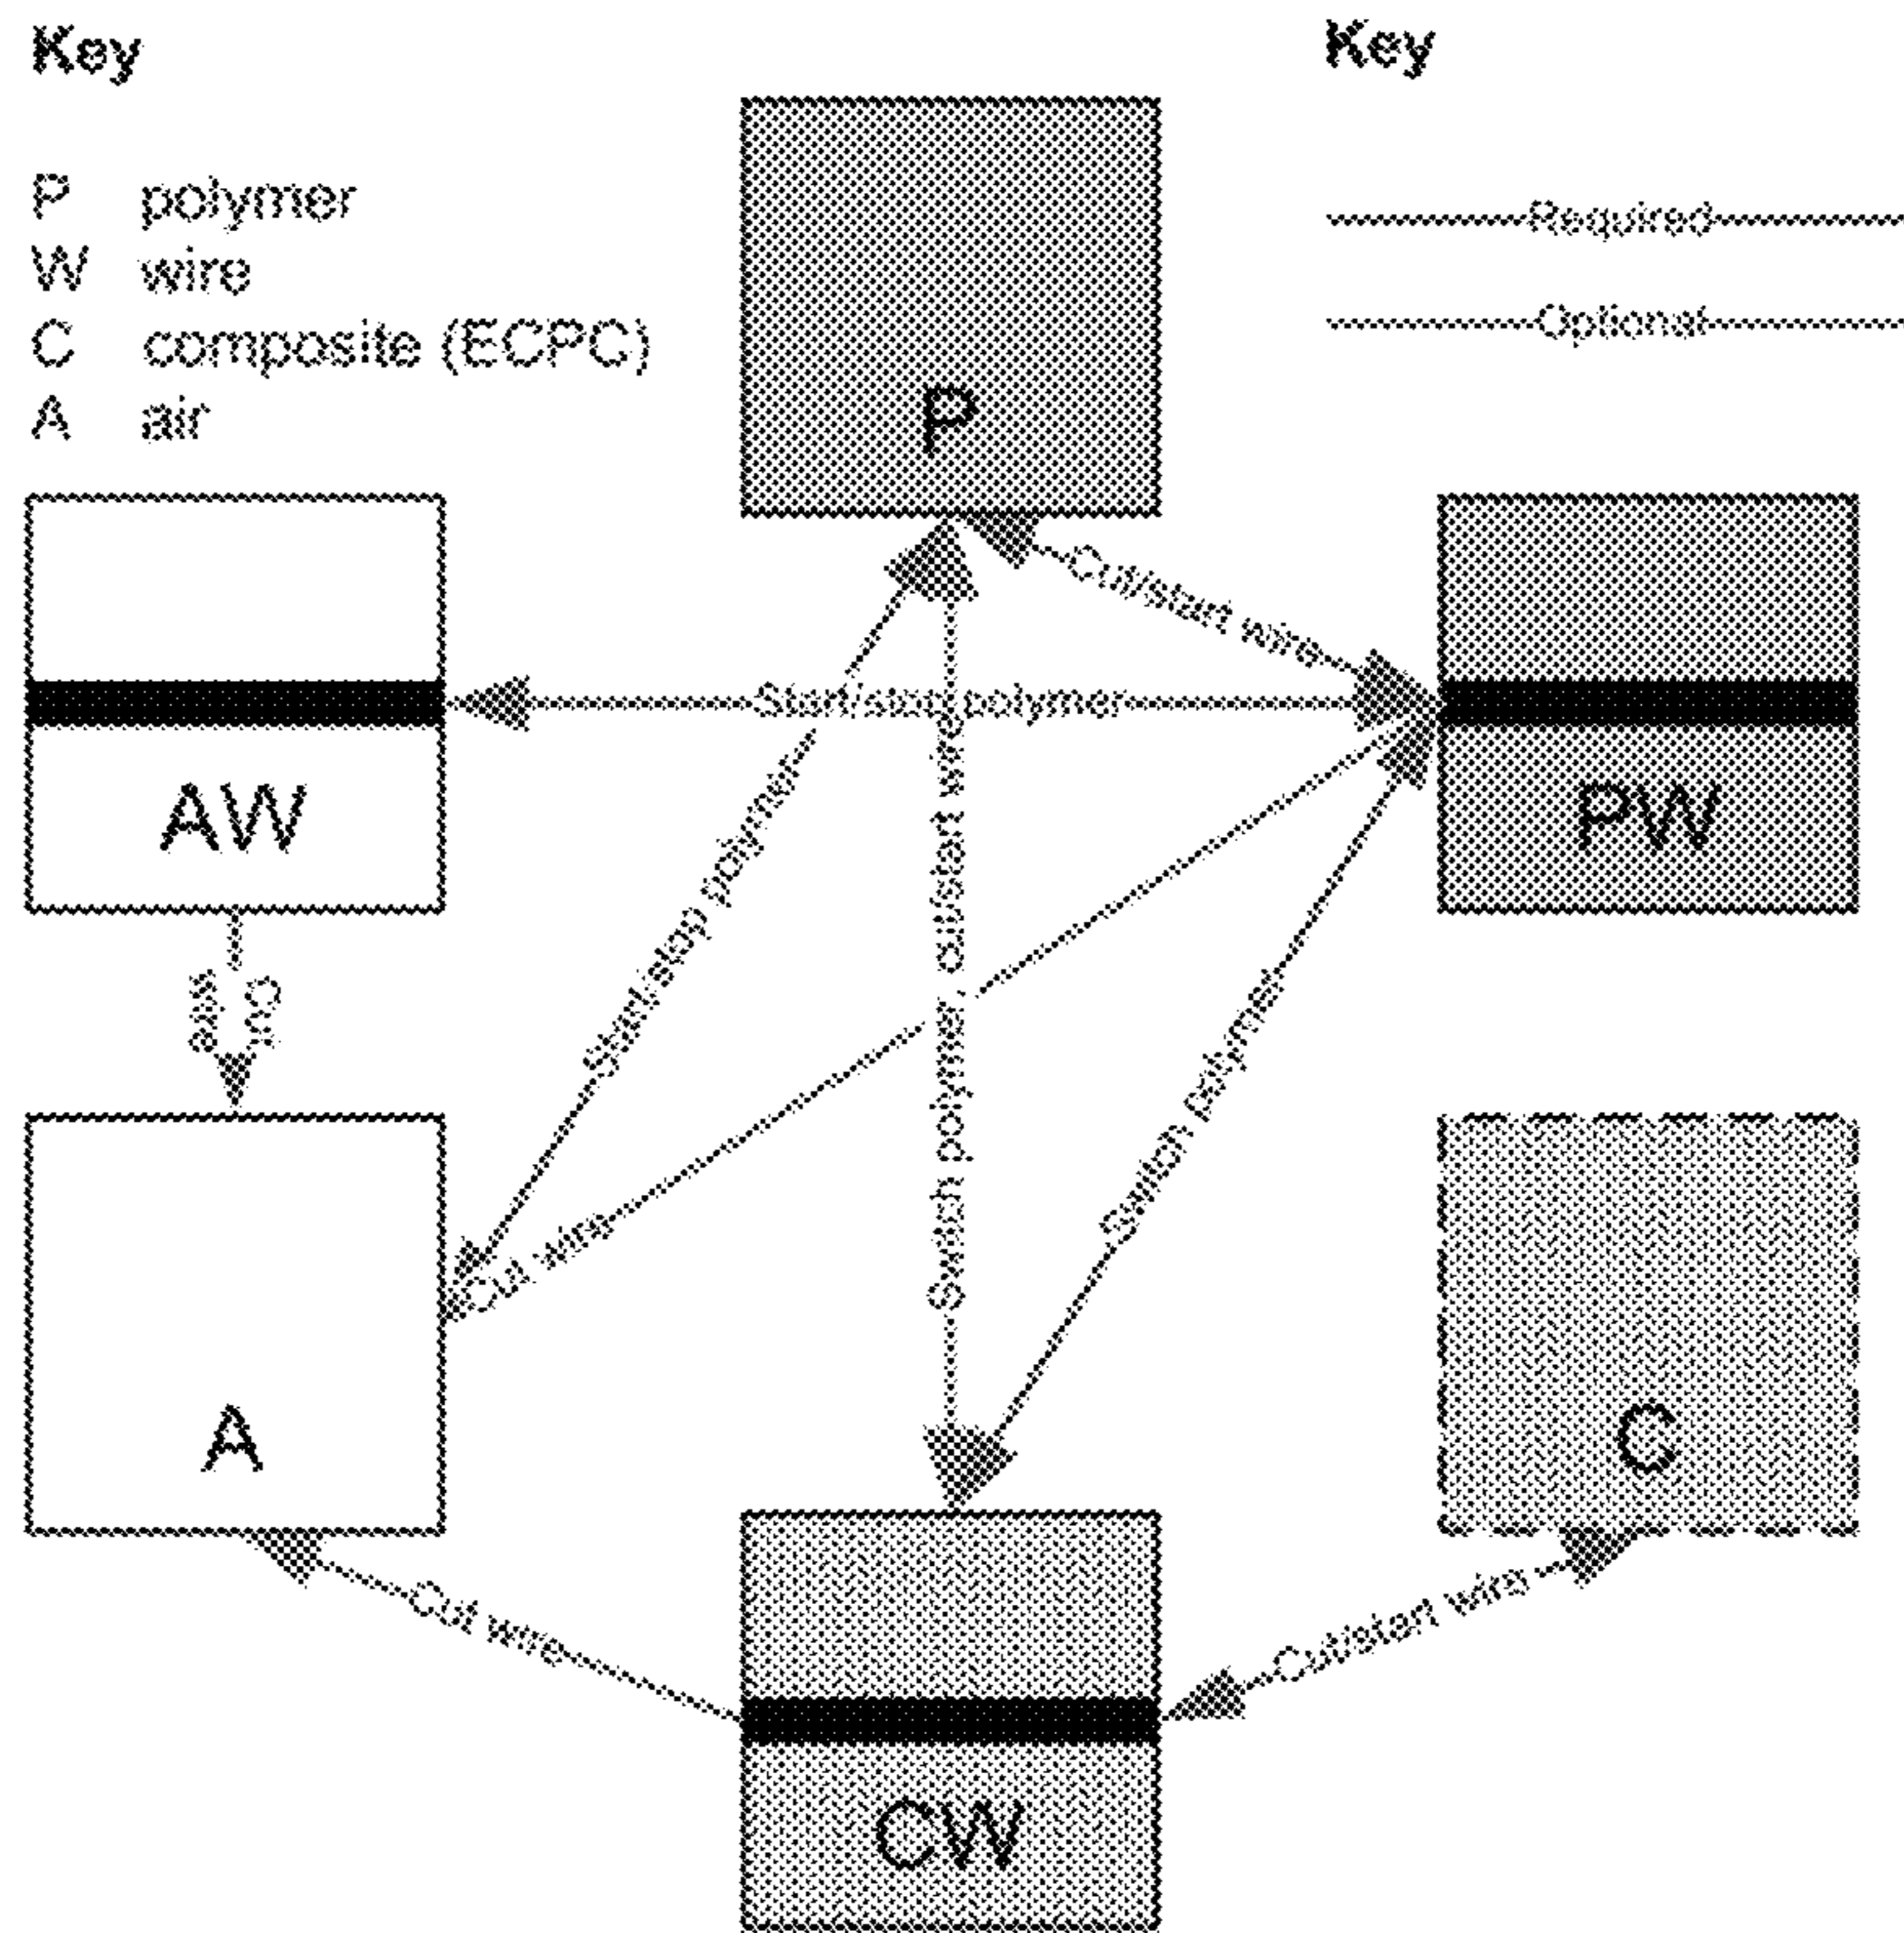 Key
P polymer
W wire
C composite (ECPC)
A air
Key
Required
Optional
P
Cut/start wire
AW
Start/stop polymer
PW
Cut wire
Start/stop polymer
Switch polymer, cut/start wire
Switch polymer
Cut wire
A
C
Cut wire
Cut/start wire
CW